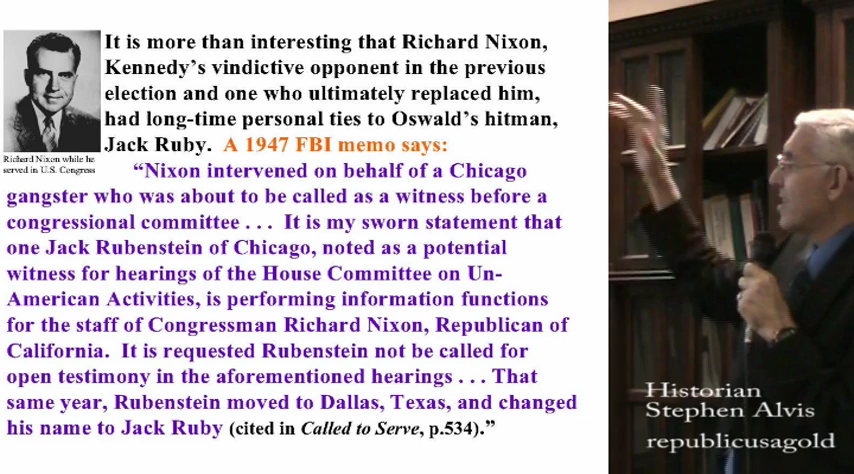 It is more than interesting that Richard Nixon,
Kennedy’s vindictive opponent in the previous
election and one who ultimately replaced him,
had long-time personal ties to Oswald’s hitman,
Jack Ruby.  A 1947 FBI memo says:
Richard Nixon while he
served in U.S. Congress
“Nixon intervened on behalf of a Chicago
gangster who was about to be called as a witness before a
congressional committee . . .  It is my sworn statement that
one Jack Rubenstein of Chicago, noted as a potential
witness for hearings of the House Committee on Un-
American Activities, is performing information functions
for the staff of Congressman Richard Nixon, Republican of
California.  It is requested Rubenstein not be called for
open testimony in the aforementioned hearings . . . That
same year, Rubenstein moved to Dallas, Texas, and changed
his name to Jack Ruby (cited in Called to Serve, p.534).”
Historian
Stephen Alvis
republicusagold